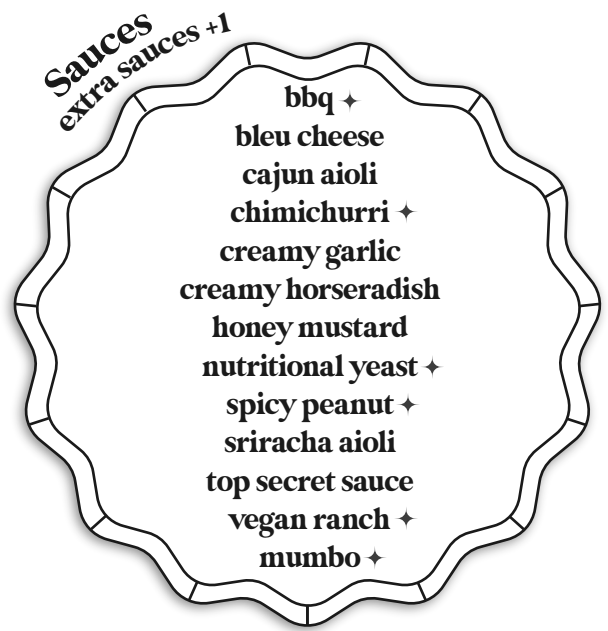 Sauces
extra sauces +1
bbq ✦
bleu cheese
cajun aioli
chimichurri ✦
creamy garlic
creamy horseradish
honey mustard
nutritional yeast ✦
spicy peanut ✦
sriracha aioli
top secret sauce
vegan ranch ✦
mumbo ✦